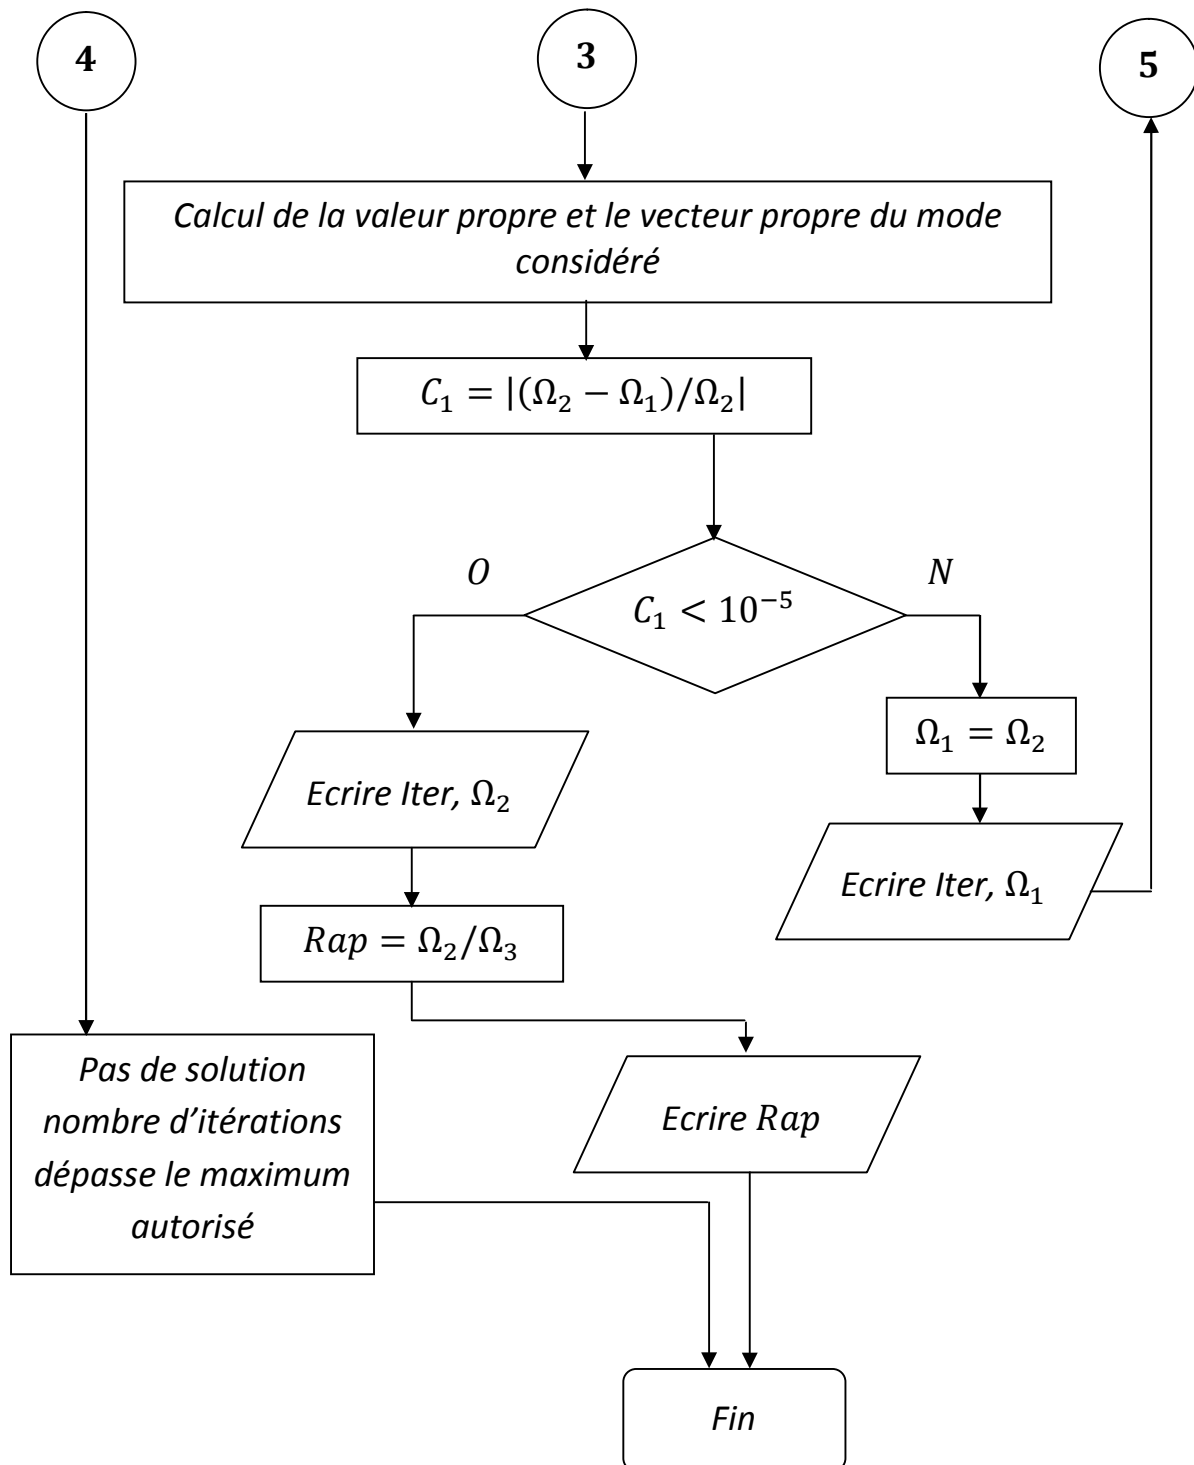 4
3
5
Calcul de la valeur propre et le vecteur propre du mode
considéré
C₁ = |(Ω₂ − Ω₁)/Ω₂|
O
N
C₁ < 10⁻⁵
Ω₁ = Ω₂
Ecrire Iter, Ω₂
Ecrire Iter, Ω₁
Rap = Ω₂/Ω₃
Pas de solution
nombre d’itérations
dépasse le maximum
autorisé
Ecrire Rap
Fin